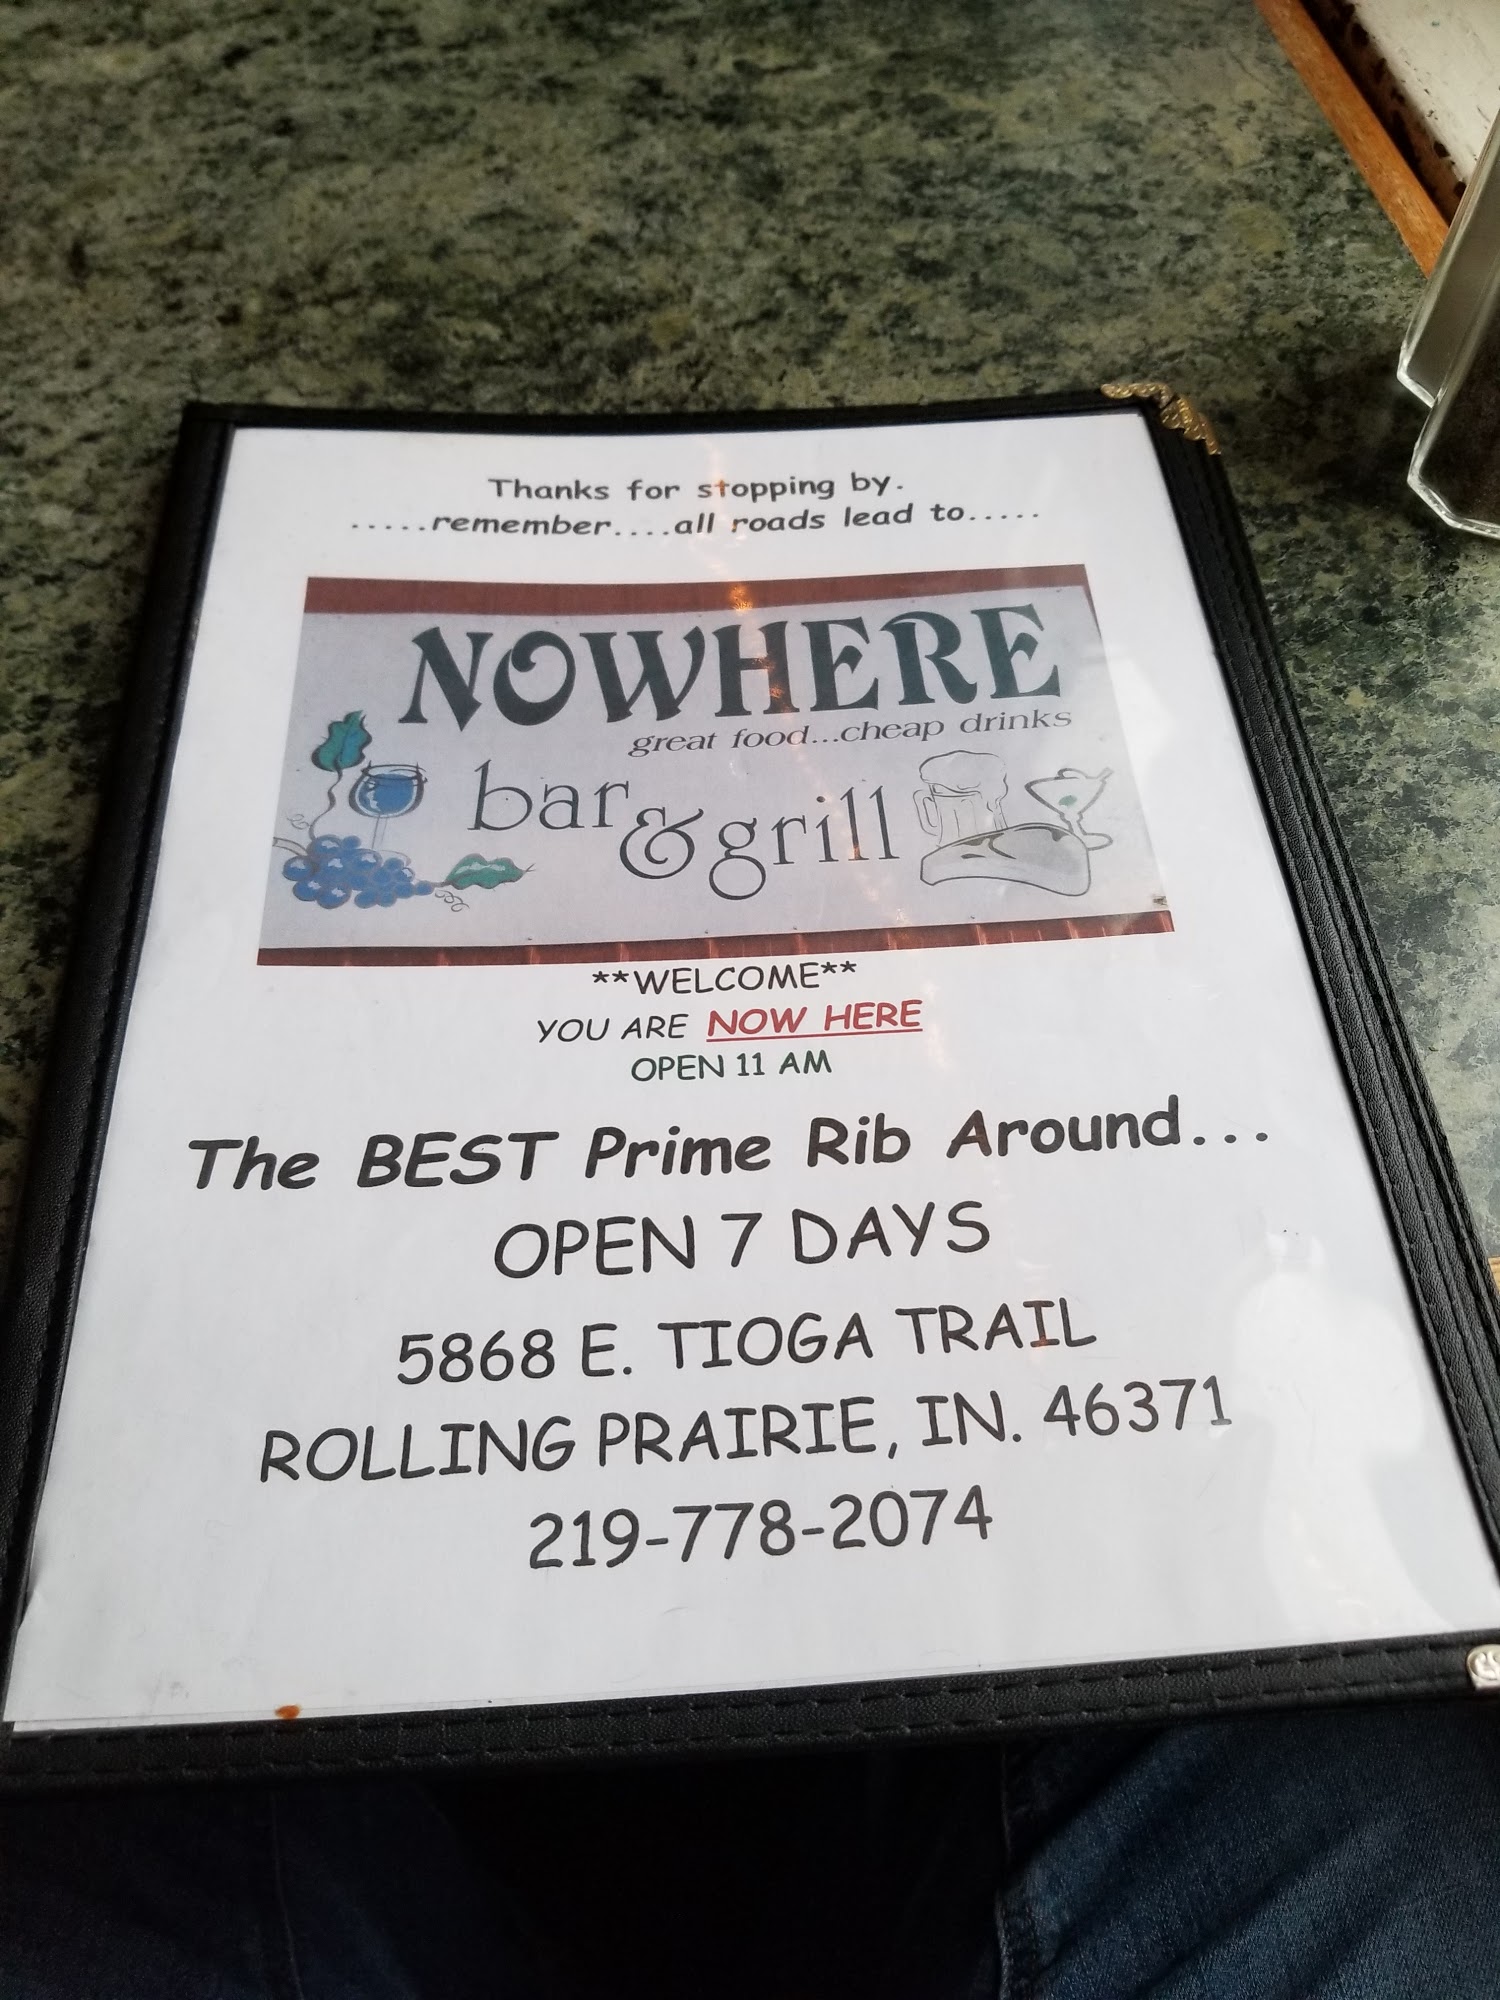 Thanks for stopping by.
.....remember....all roads lead to.....
NOWHERE
great food...cheap drinks
bar & grill
**WELCOME**
YOU ARE NOW HERE
OPEN 11 AM
The BEST Prime Rib Around...
OPEN 7 DAYS
5868 E. TIOGA TRAIL
ROLLING PRAIRIE, IN. 46371
219-778-2074